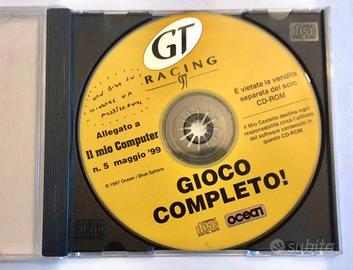 GT
RACING
97
Allegato a
Il mio Computer
n. 5 maggio '99
© 1997 Ocean / Blue Sphere
È vietata la vendita
separata del solo
CD-ROM
Il Mio Castello declina ogni
responsabilità circa l'utilizzo
del software contenuto in
questo CD-ROM
GIOCO
COMPLETO!
ocean
subito